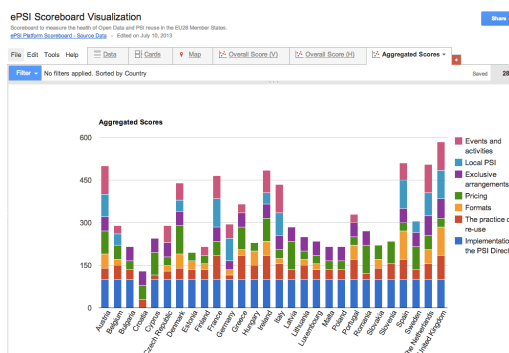 ePSI Scoreboard Visualization
Scoreboard to measure the health of Open Data and PSI reuse in the EU28 Member States.
ePSI Platform Scoreboard - Source Data - Edited on July 10, 2013
Share
File Edit Tools Help Data Cards Map Overall Score (V) Overall Score (H) Aggregated Scores
Filter No filters applied. Sorted by Country Saved 28
Aggregated Scores
600
450
300
150
0
Events and
activities
Local PSI
Exclusive
arrangements
Pricing
Formats
The practice o
re-use
Implementatio
the PSI Direct
Austria
Belgium
Bulgaria
Croatia
Cyprus
Czech Republic
Denmark
Estonia
Finland
France
Germany
Greece
Hungary
Ireland
Italy
Latvia
Lithuania
Luxembourg
Malta
Poland
Portugal
Romania
Slovakia
Slovenia
Spain
Sweden
The Netherlands
United Kingdom